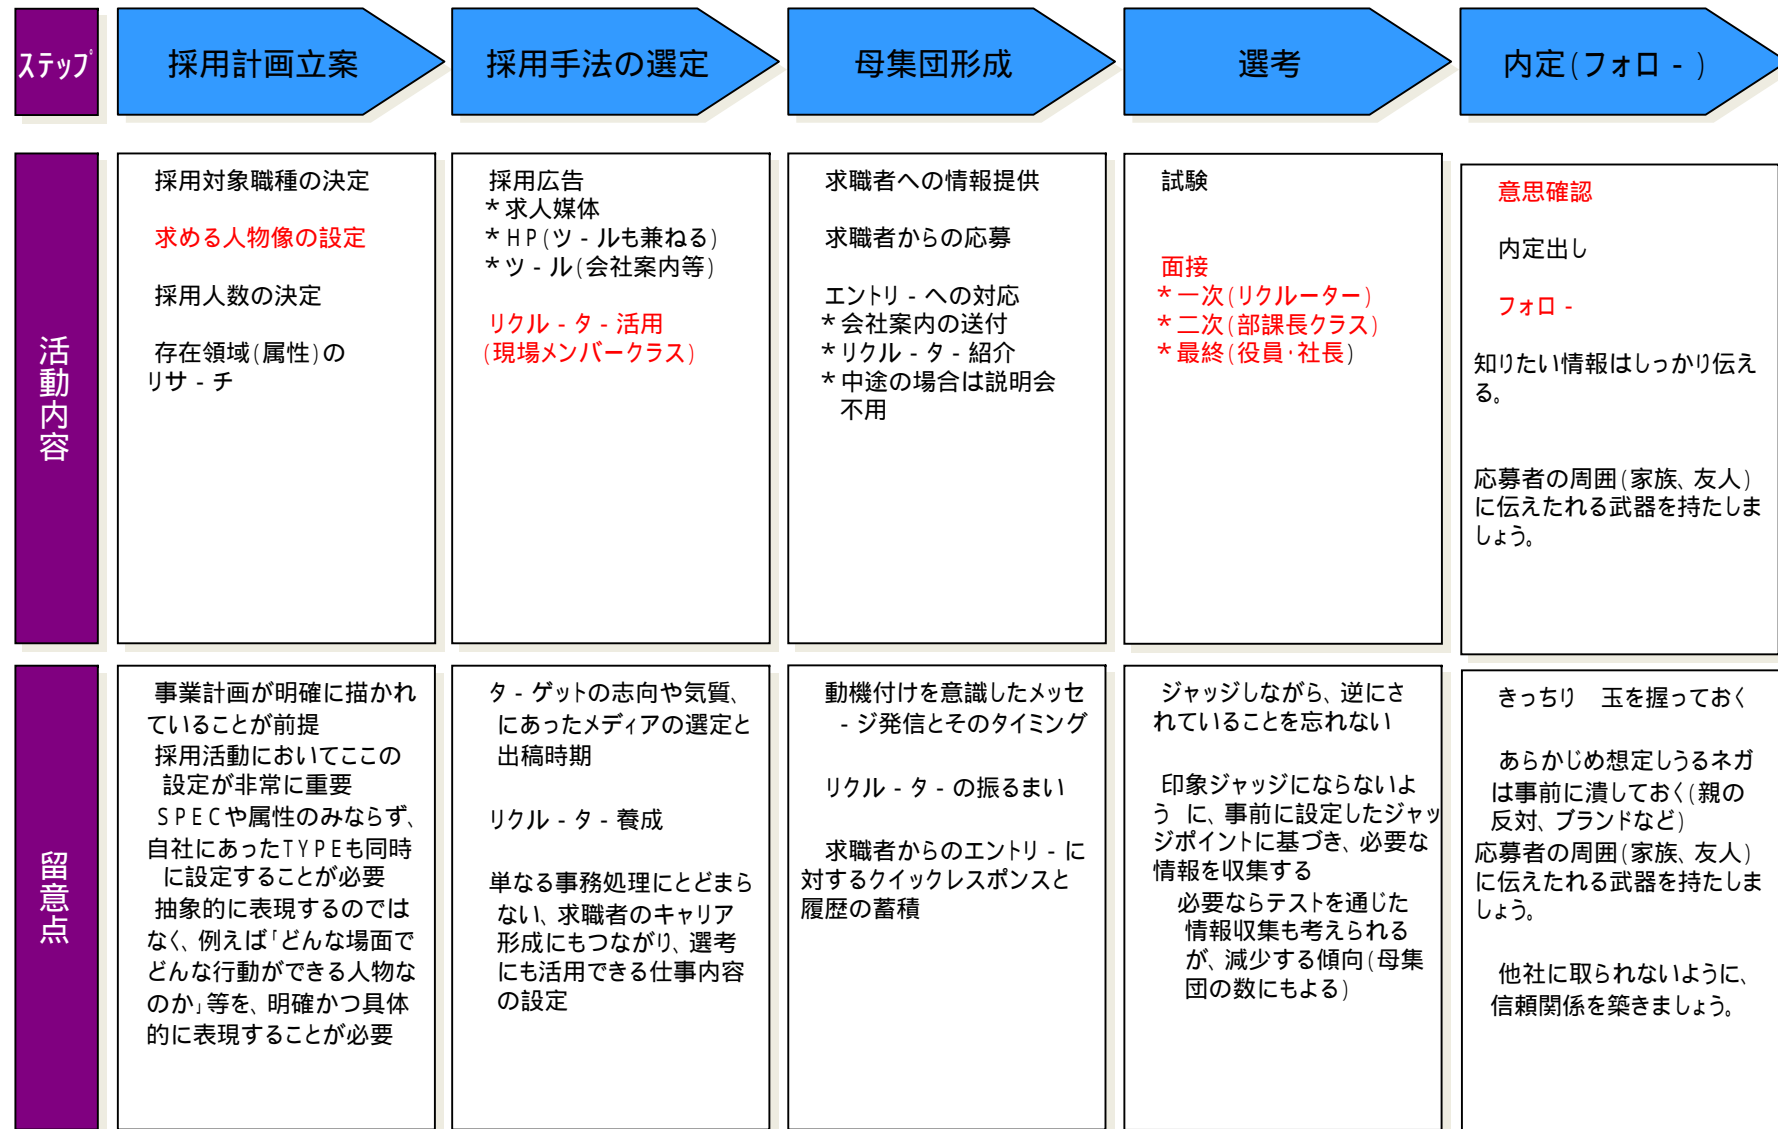 ステップ
採用計画立案
採用手法の選定
母集団形成
選考
内定(フォロ-)
活動内容
採用対象職種の決定
求める人物像の設定
採用人数の決定
存在領域(属性)の
リサ-チ
採用広告
*求人媒体
*HP(ツ-ルも兼ねる)
*ツ-ル(会社案内等)
リクル-タ-活用
(現場メンバークラス)
求職者への情報提供
求職者からの応募
エントリ-への対応
*会社案内の送付
*リクル-タ-紹介
*中途の場合は説明会
不用
試験
面接
*一次(リクルーター)
*二次(部課長クラス)
*最終(役員・社長)
意思確認
内定出し
フォロ-
知りたい情報はしっかり伝え
る。
応募者の周囲(家族、友人)
に伝えたれる武器を持たしま
しょう。
留意点
事業計画が明確に描かれ
ていることが前提
採用活動においてここの
設定が非常に重要
SPECや属性のみならず、
自社にあったTYPEも同時
に設定することが必要
抽象的に表現するのでは
なく、例えば「どんな場面で
どんな行動ができる人物な
のか」等を、明確かつ具体
的に表現することが必要
タ-ゲットの志向や気質、
にあったメディアの選定と
出稿時期
リクル-タ-養成
単なる事務処理にとどまら
ない、求職者のキャリア
形成にもつながり、選考
にも活用できる仕事内容
の設定
動機付けを意識したメッセ
-ジ発信とそのタイミング
リクル-タ-の振るまい
求職者からのエントリ-に
対するクイックレスポンスと
履歴の蓄積
ジャッジしながら、逆にさ
れていることを忘れない
印象ジャッジにならないよ
う に、事前に設定したジャッ
ジポイントに基づき、必要な
情報を収集する
必要ならテストを通じた
情報収集も考えられる
が、減少する傾向(母集
団の数にもよる)
きっちり 玉を握っておく
あらかじめ想定しうるネガ
は事前に潰しておく(親の
反対、ブランドなど)
応募者の周囲(家族、友人)
に伝えたれる武器を持たしま
しょう。
他社に取られないように、
信頼関係を築きましょう。